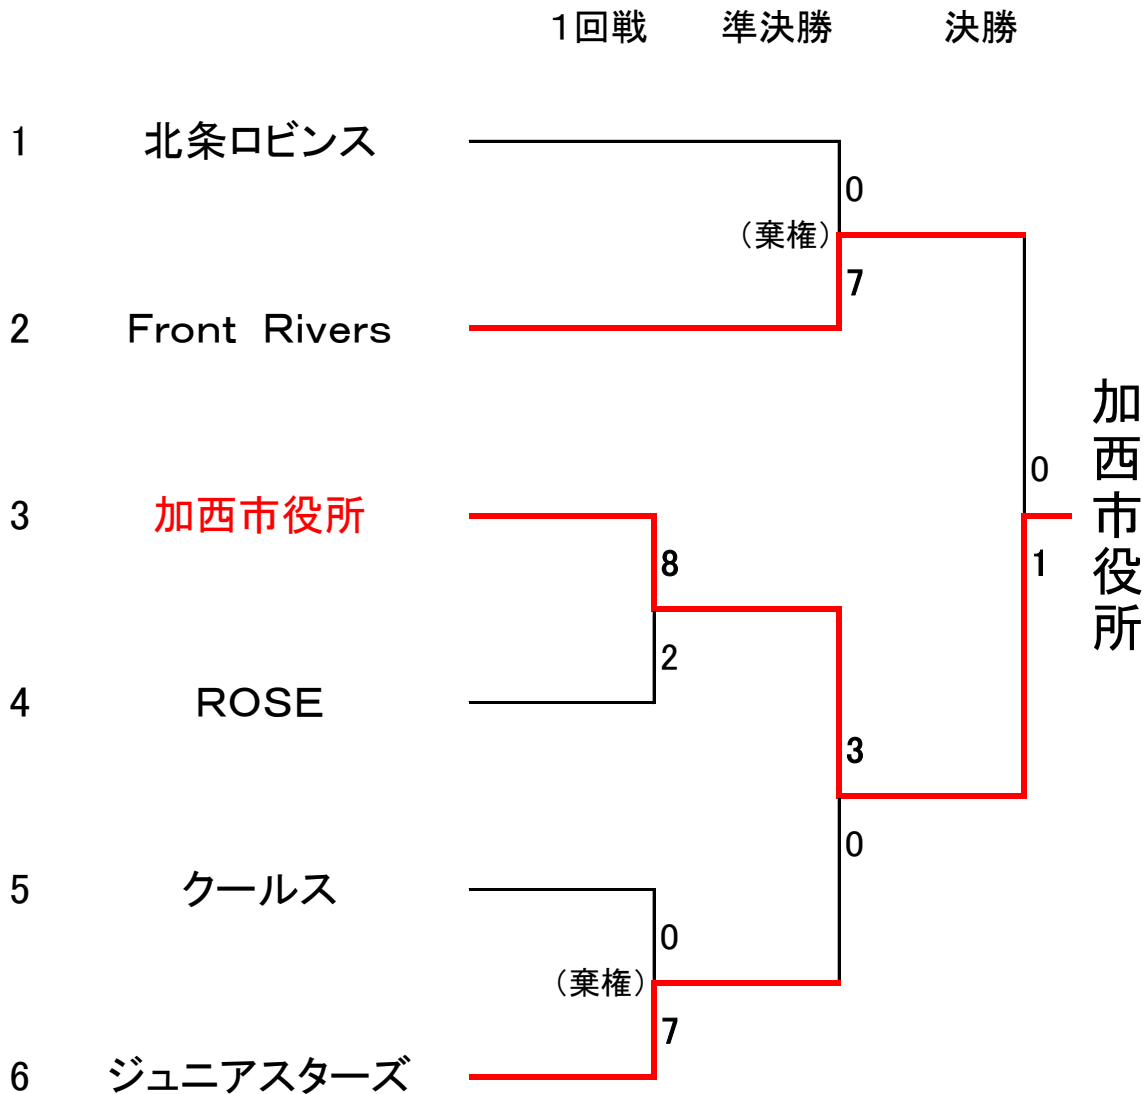 1回戦 準決勝 決勝
1 北条ロビンス
0
(棄権)
7
2 Front Rivers
加西市役所
0
3 加西市役所
8
1
2
4 ROSE
3
0
5 クールス
0
(棄権)
7
6 ジュニアスターズ